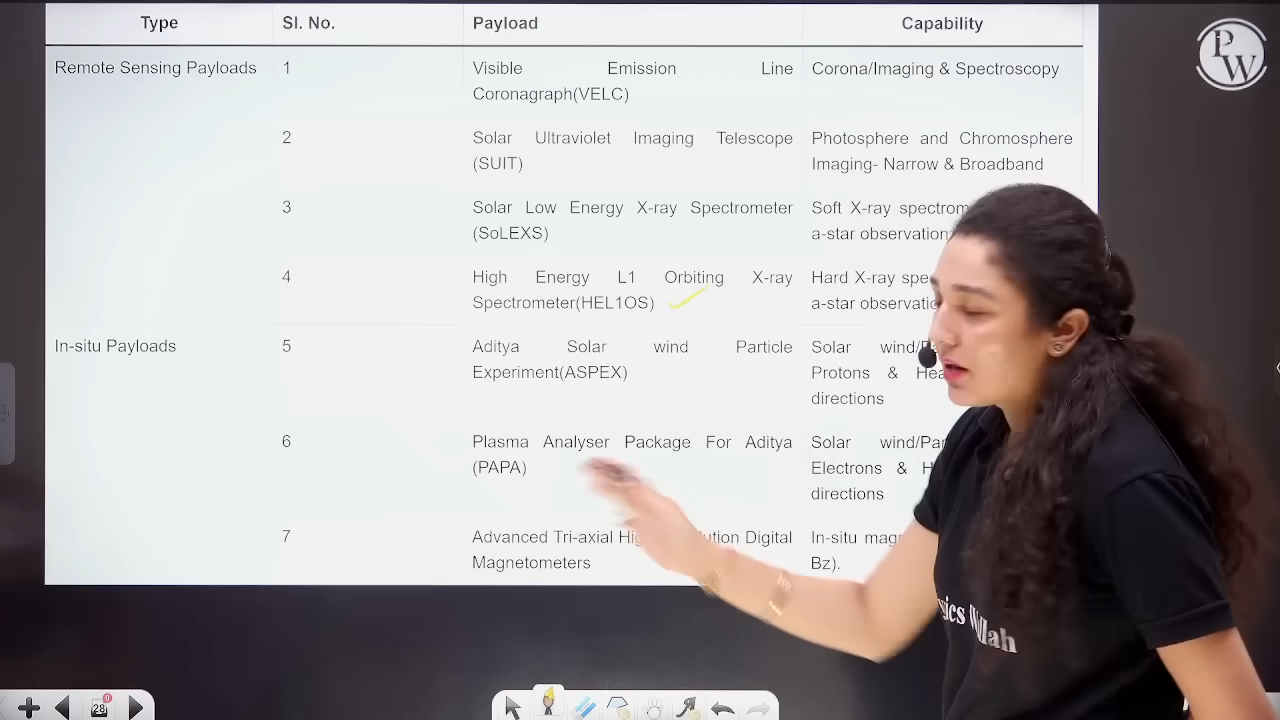 Type Sl. No. Payload Capability
Remote Sensing Payloads 1 Visible Emission Line Corona/Imaging & Spectroscopy
Coronagraph(VELC)
2 Solar Ultraviolet Imaging Telescope Photosphere and Chromosphere
(SUIT) Imaging- Narrow & Broadband
3 Solar Low Energy X-ray Spectrometer Soft X-ray
(SoLEXS) a-star
4 High Energy L1 Orbiting X-ray Hard X-ray
Spectrometer(HEL1OS) a-star
In-situ Payloads 5 Aditya Solar wind Particle Solar
Experiment(ASPEX) Protons &
directions
6 Plasma Analyser Package For Aditya Solar
(PAPA) Electrons &
directions
7 Advanced Tri-axial Digital In-situ
Magnetometers Bz).
PW
28
0